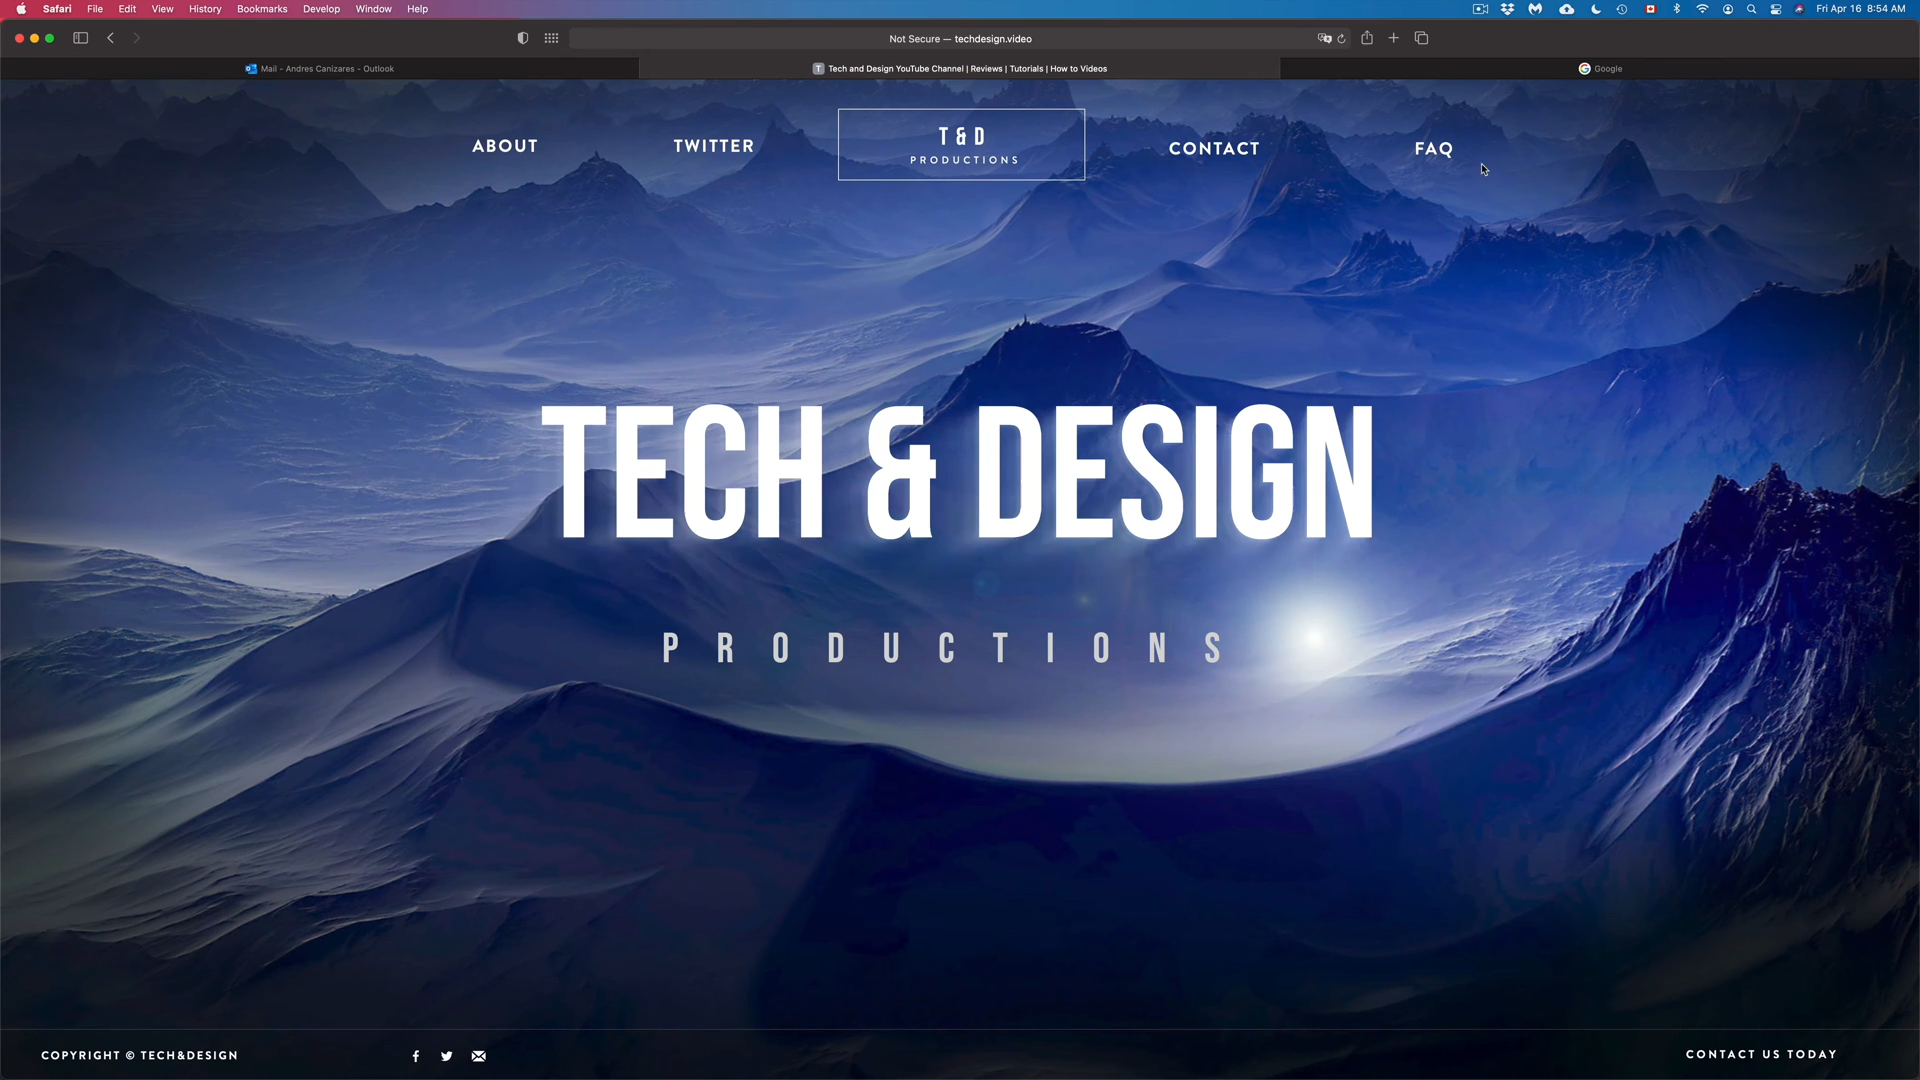 Safari File Edit View History Bookmarks Develop Window Help Fri Apr 16 8:54 AM
Not Secure — techdesign.video
Mail - Andres Canizares - Outlook
T Tech and Design YouTube Channel | Reviews | Tutorials | How to Videos
Google
ABOUT
TWITTER
T & D
PRODUCTIONS
CONTACT
FAQ
TECH & DESIGN
PRODUCTIONS
COPYRIGHT © TECH&DESIGN
CONTACT US TODAY